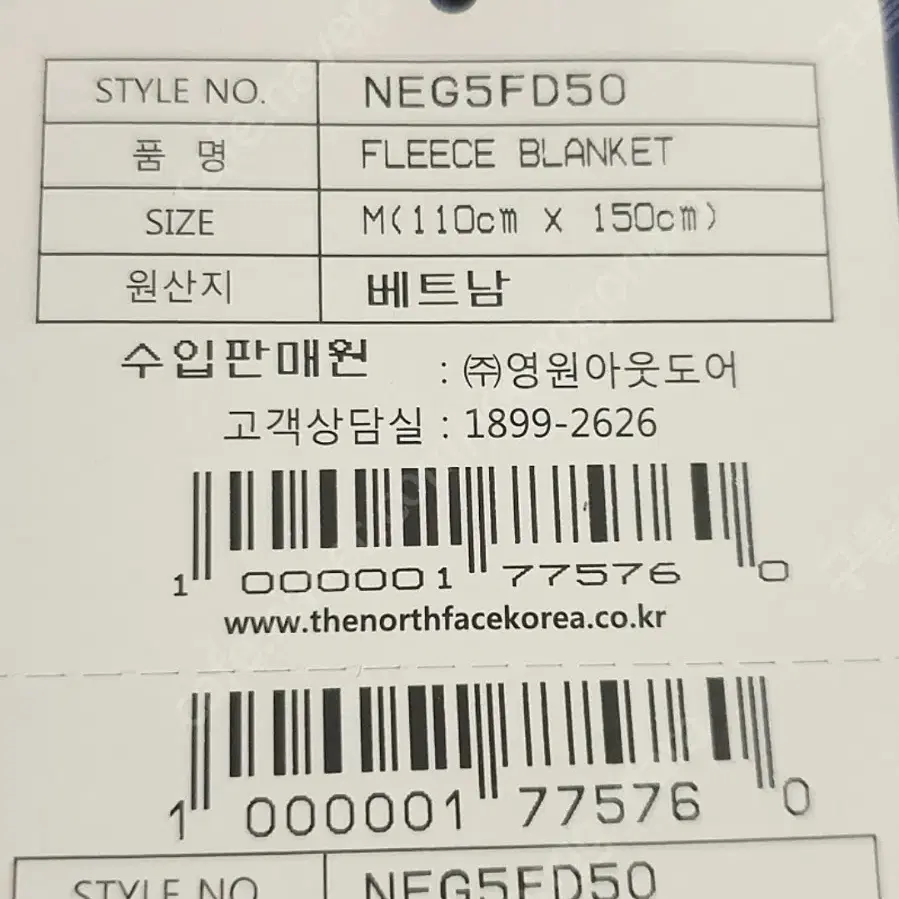 STYLE NO. NEG5FD50
품 명 FLEECE BLANKET
SIZE M(110cm X 150cm)
원산지 베트남
수입판매원 : ㈜영원아웃도어
고객상담실 : 1899-2626
1 000001 77576 0
www.thenorthfacekorea.co.kr
1 000001 77576 0
STYLE NO. NEG5FD50